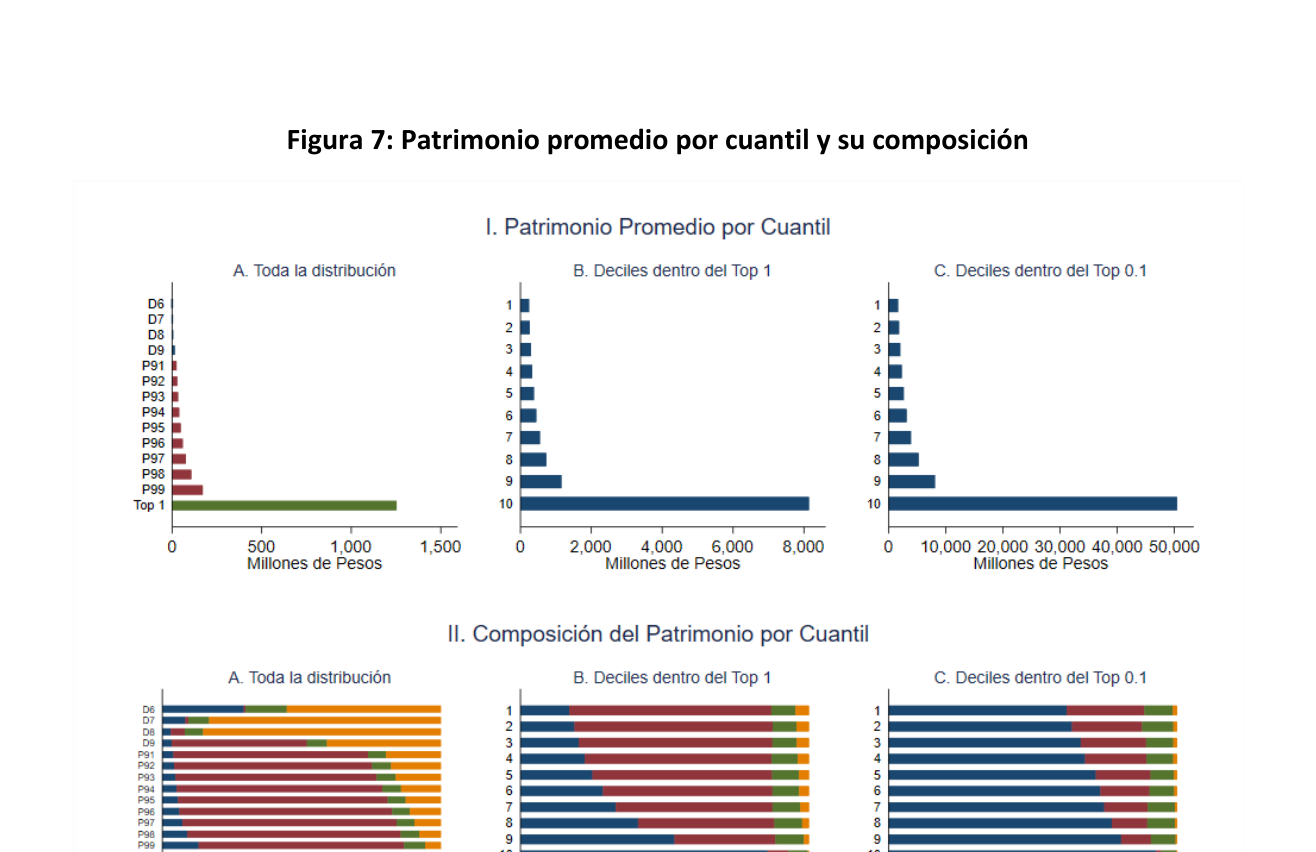 Figura 7: Patrimonio promedio por cuantil y su composición
I. Patrimonio Promedio por Cuantil
A. Toda la distribución
D6
D7
D8
D9
P91
P92
P93
P94
P95
P96
P97
P98
P99
Top 1
0 500 1,000 1,500
Millones de Pesos
B. Deciles dentro del Top 1
1
2
3
4
5
6
7
8
9
10
0 2,000 4,000 6,000 8,000
Millones de Pesos
C. Deciles dentro del Top 0.1
1
2
3
4
5
6
7
8
9
10
0 10,000 20,000 30,000 40,000 50,000
Millones de Pesos
II. Composición del Patrimonio por Cuantil
A. Toda la distribución
D6
D7
D8
D9
P91
P92
P93
P94
P95
P96
P97
P98
P99
B. Deciles dentro del Top 1
1
2
3
4
5
6
7
8
9
C. Deciles dentro del Top 0.1
1
2
3
4
5
6
7
8
9